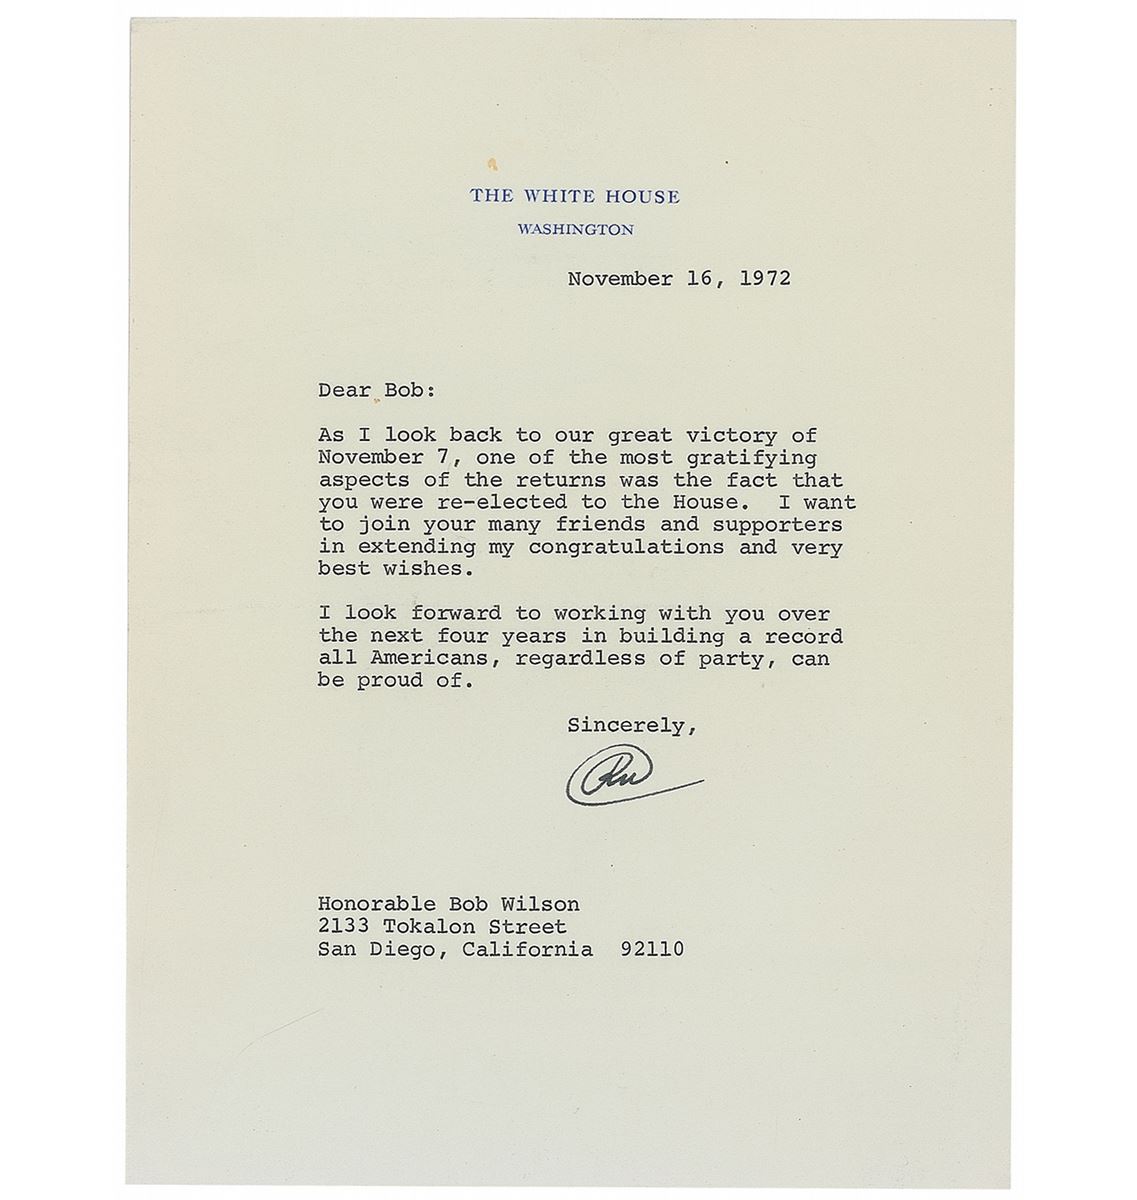 THE WHITE HOUSE
WASHINGTON
November 16, 1972
Dear Bob:
As I look back to our great victory of
November 7, one of the most gratifying
aspects of the returns was the fact that
you were re-elected to the House.  I want
to join your many friends and supporters
in extending my congratulations and very
best wishes.
I look forward to working with you over
the next four years in building a record
all Americans, regardless of party, can
be proud of.
Sincerely,
Honorable Bob Wilson
2133 Tokalon Street
San Diego, California  92110